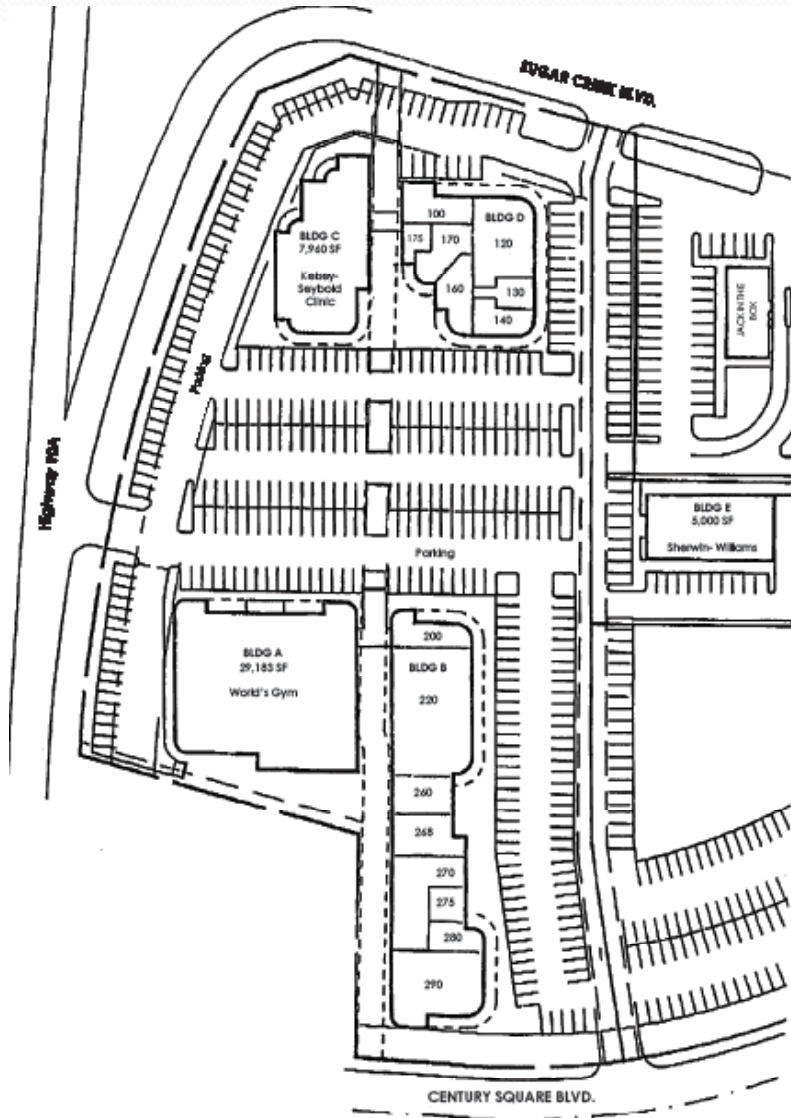 SUGAR CREEK BLVD.
BLDG C
7,960 SF
Kelsey-
Seybold
Clinic
100
BLDG D
175
170
120
160
130
140
JACK IN THE
BOX
Parking
Highway
BLDG E
5,000 SF
Sherwin- Williams
Parking
BLDG A
29,183 SF
World's Gym
200
BLDG B
220
260
268
270
275
280
290
CENTURY SQUARE BLVD.